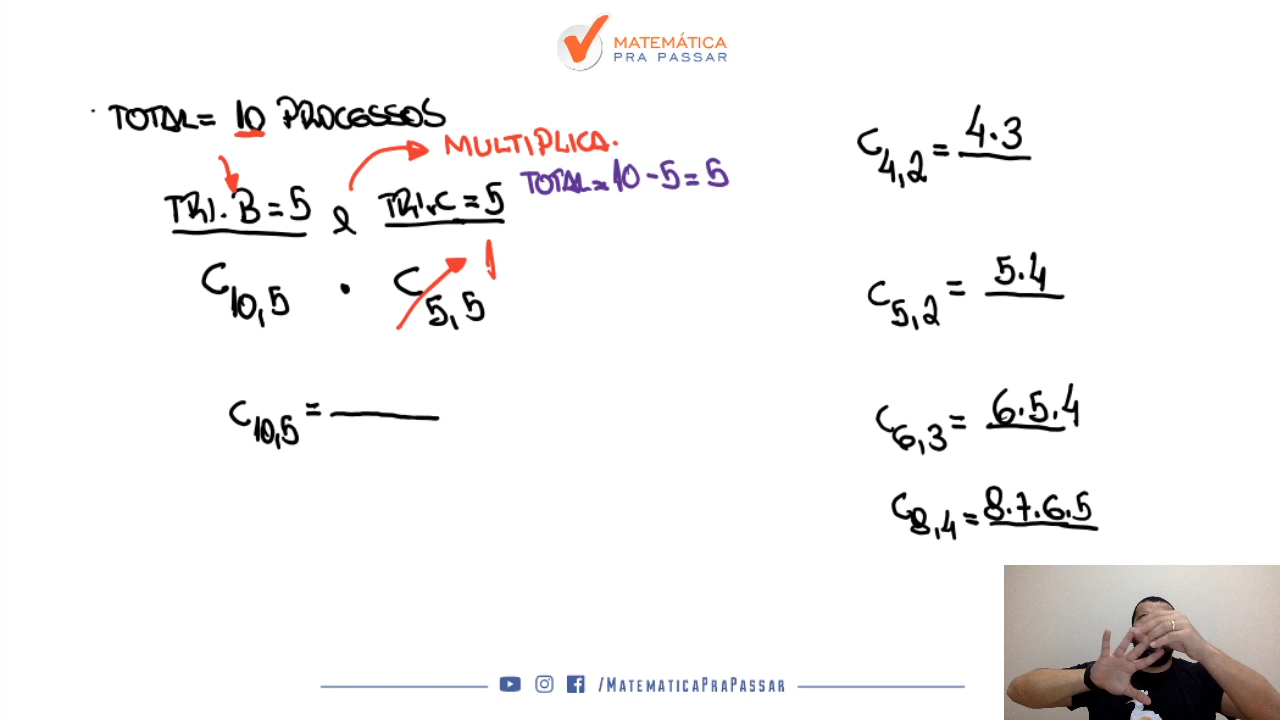 MATEMÁTICA
PRA PASSAR
TOTAL= 10 PROCESSOS
MULTIPLICA.
TRI. B = 5 e TRI. C = 5
TOTAL= 10 - 5 = 5
C10,5 . C5,5 1
C10,5 =
C4,2 = 4.3
C5,2 = 5.4
C6,3 = 6.5.4
C8,4 = 8.7.6.5
/MATEMATICAPRAPASSAR